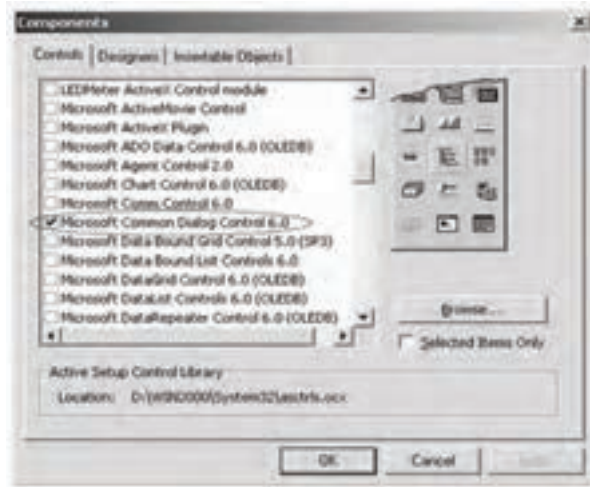 Components
Controls | Designers | Insertable Objects |
LEDMeter ActiveX Control module
Microsoft ActiveMovie Control
Microsoft ActiveX Plugin
Microsoft ADO Data Control 6.0 (OLEDB)
Microsoft Agent Control 2.0
Microsoft Chart Control 6.0 (OLEDB)
Microsoft Comm Control 6.0
Microsoft Common Dialog Control 6.0
Microsoft Data Bound Grid Control 5.0 (SP3)
Microsoft Data Bound List Controls 6.0
Microsoft DataGrid Control 6.0 (OLEDB)
Microsoft DataList Controls 6.0 (OLEDB)
Microsoft DataRepeater Control 6.0 (OLEDB)
Browse...
Selected Items Only
Active Setup Control Library
Location: D:\WIN2000\System32\asctrls.ocx
OK
Cancel